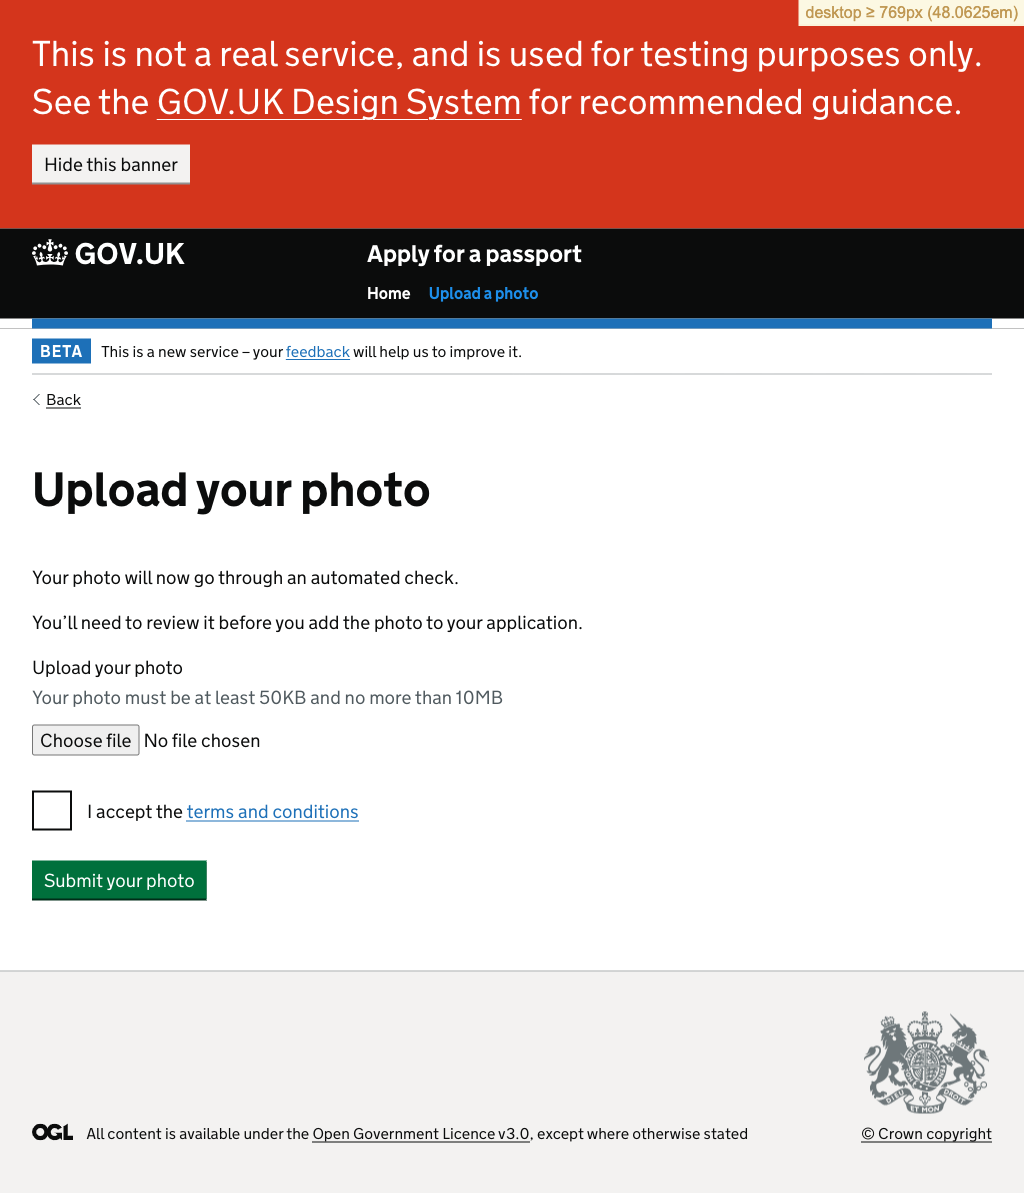 desktop ≥ 769px (48.0625em)
This is not a real service, and is used for testing purposes only.
See the GOV.UK Design System for recommended guidance.
Hide this banner
GOV.UK
Apply for a passport
Home Upload a photo
BETA This is a new service – your feedback will help us to improve it.
Back
Upload your photo
Your photo will now go through an automated check.
You’ll need to review it before you add the photo to your application.
Upload your photo
Your photo must be at least 50KB and no more than 10MB
Choose file No file chosen
I accept the terms and conditions
Submit your photo
DIEU ET MON DROIT
OGL All content is available under the Open Government Licence v3.0, except where otherwise stated
© Crown copyright